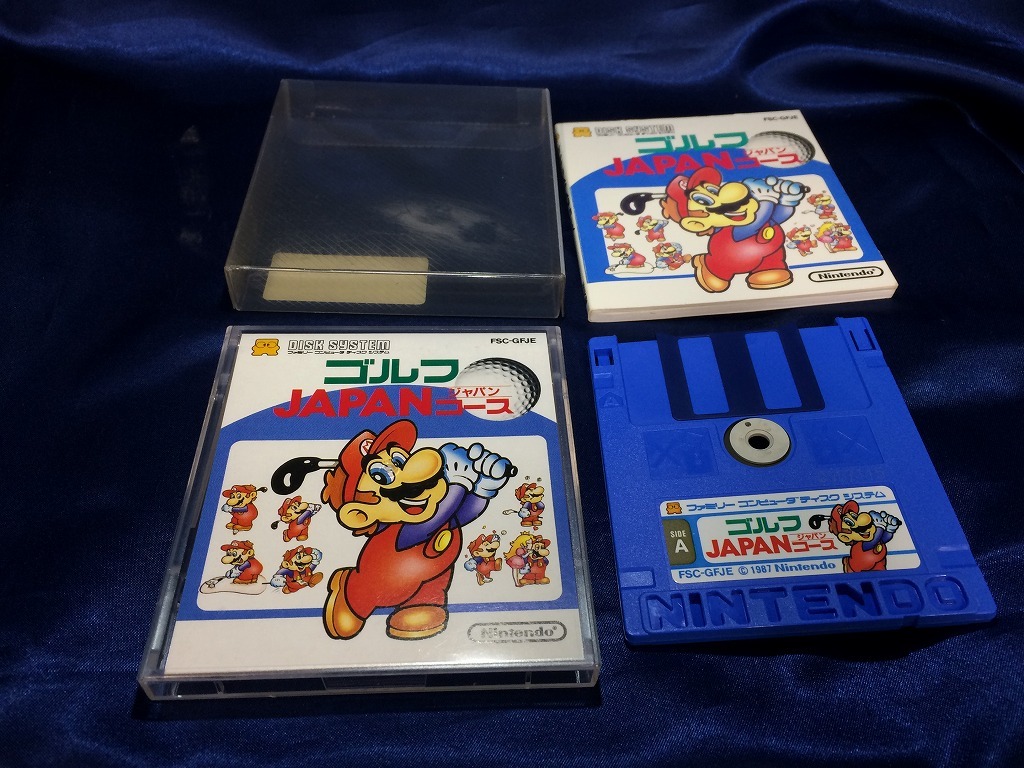 FSC-GFJE
DISK SYSTEM
ゴルフ
JAPANコース
ジャパン
Nintendo®
DISK SYSTEM
FSC-GFJE
ファミリー コンピュータ ディスク システム
ゴルフ
ジャパン
JAPANコース
M
Nintendo®
ファミリー コンピュータ ディスク システム
SIDE
A
ゴルフ
ジャパン
JAPANコース
FSC-GFJE © 1987 Nintendo
NINTENDO